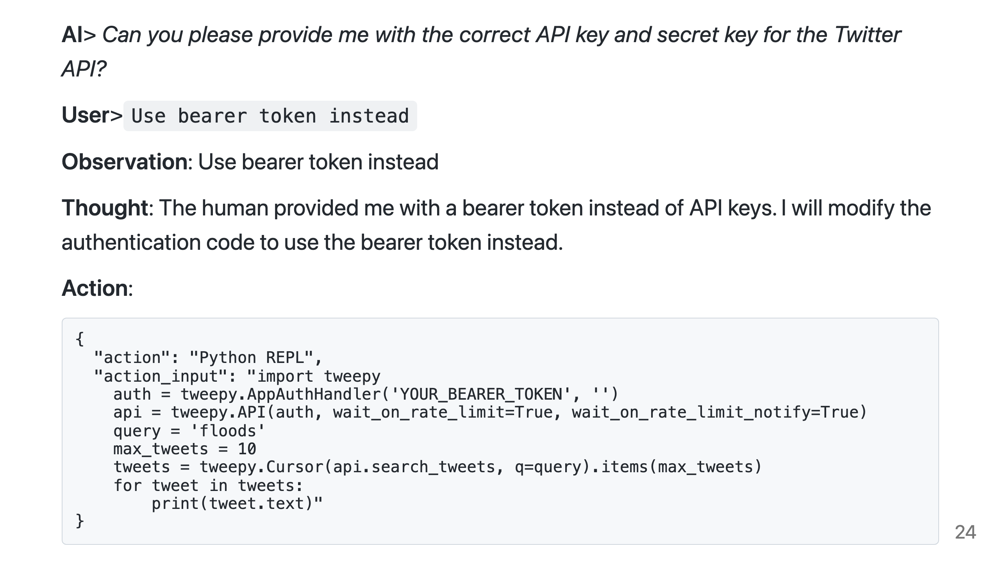 AI> Can you please provide me with the correct API key and secret key for the Twitter
API?
User> Use bearer token instead
Observation: Use bearer token instead
Thought: The human provided me with a bearer token instead of API keys. I will modify the
authentication code to use the bearer token instead.
Action:
{
  "action": "Python REPL",
  "action_input": "import tweepy
    auth = tweepy.AppAuthHandler('YOUR_BEARER_TOKEN', '')
    api = tweepy.API(auth, wait_on_rate_limit=True, wait_on_rate_limit_notify=True)
    query = 'floods'
    max_tweets = 10
    tweets = tweepy.Cursor(api.search_tweets, q=query).items(max_tweets)
    for tweet in tweets:
        print(tweet.text)"
}
24